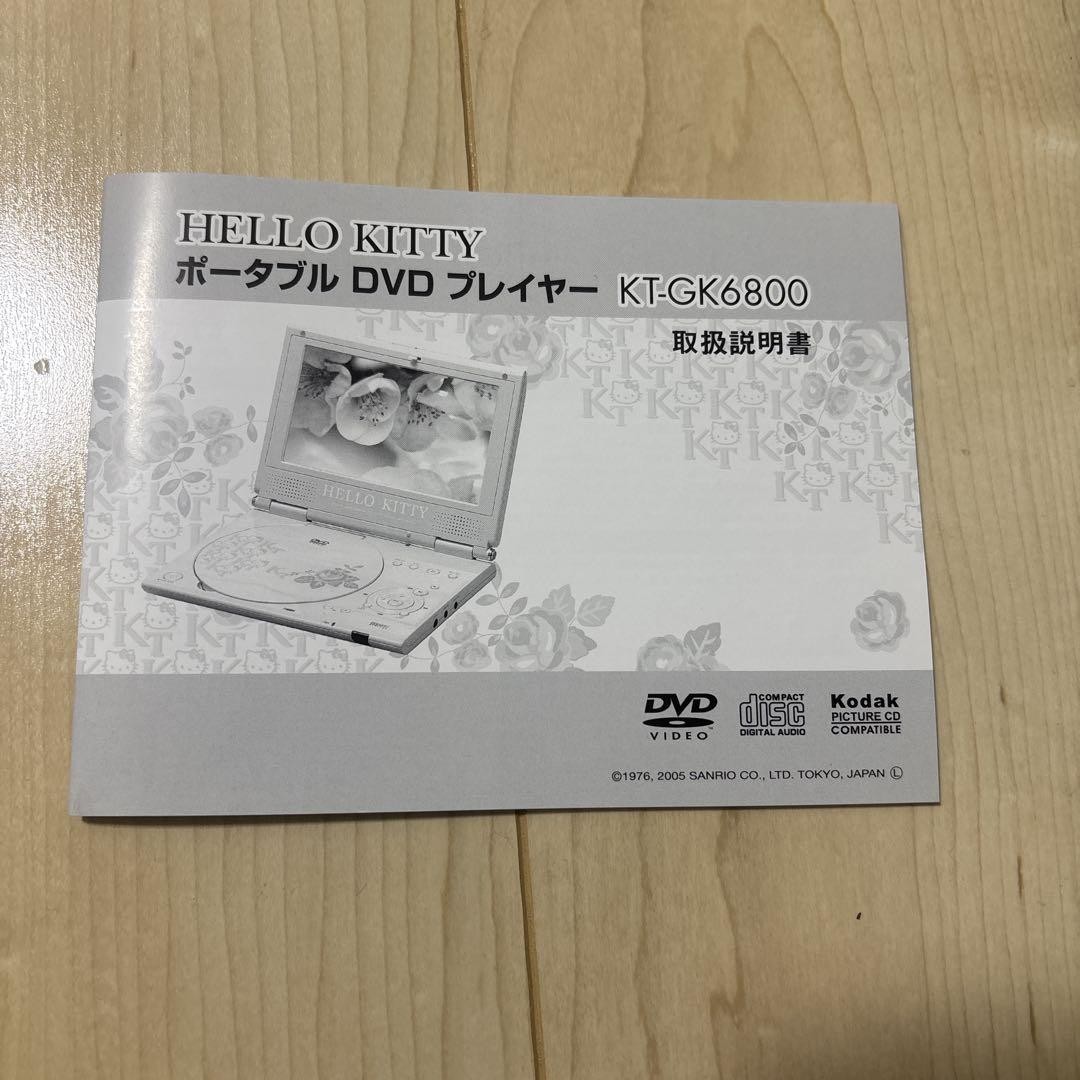 HELLO KITTY
ポータブル DVD プレイヤー KT-GK6800
取扱説明書
HELLO KITTY
DVD
VIDEO
COMPACT
disc
DIGITAL AUDIO
Kodak
PICTURE CD
COMPATIBLE
©1976, 2005 SANRIO CO., LTD. TOKYO, JAPAN Ⓛ